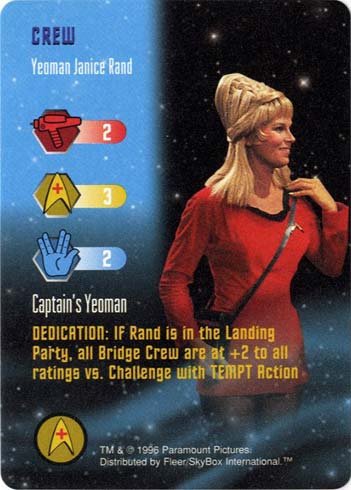 CREW
Yeoman Janice Rand
2
3
2
Captain's Yeoman
DEDICATION: If Rand is in the Landing
Party, all Bridge Crew are at +2 to all
ratings vs. Challenge with TEMPT Action
TM & @ 1996 Paramount Pictures.
Distributed by Fleer/SkyBox International.™